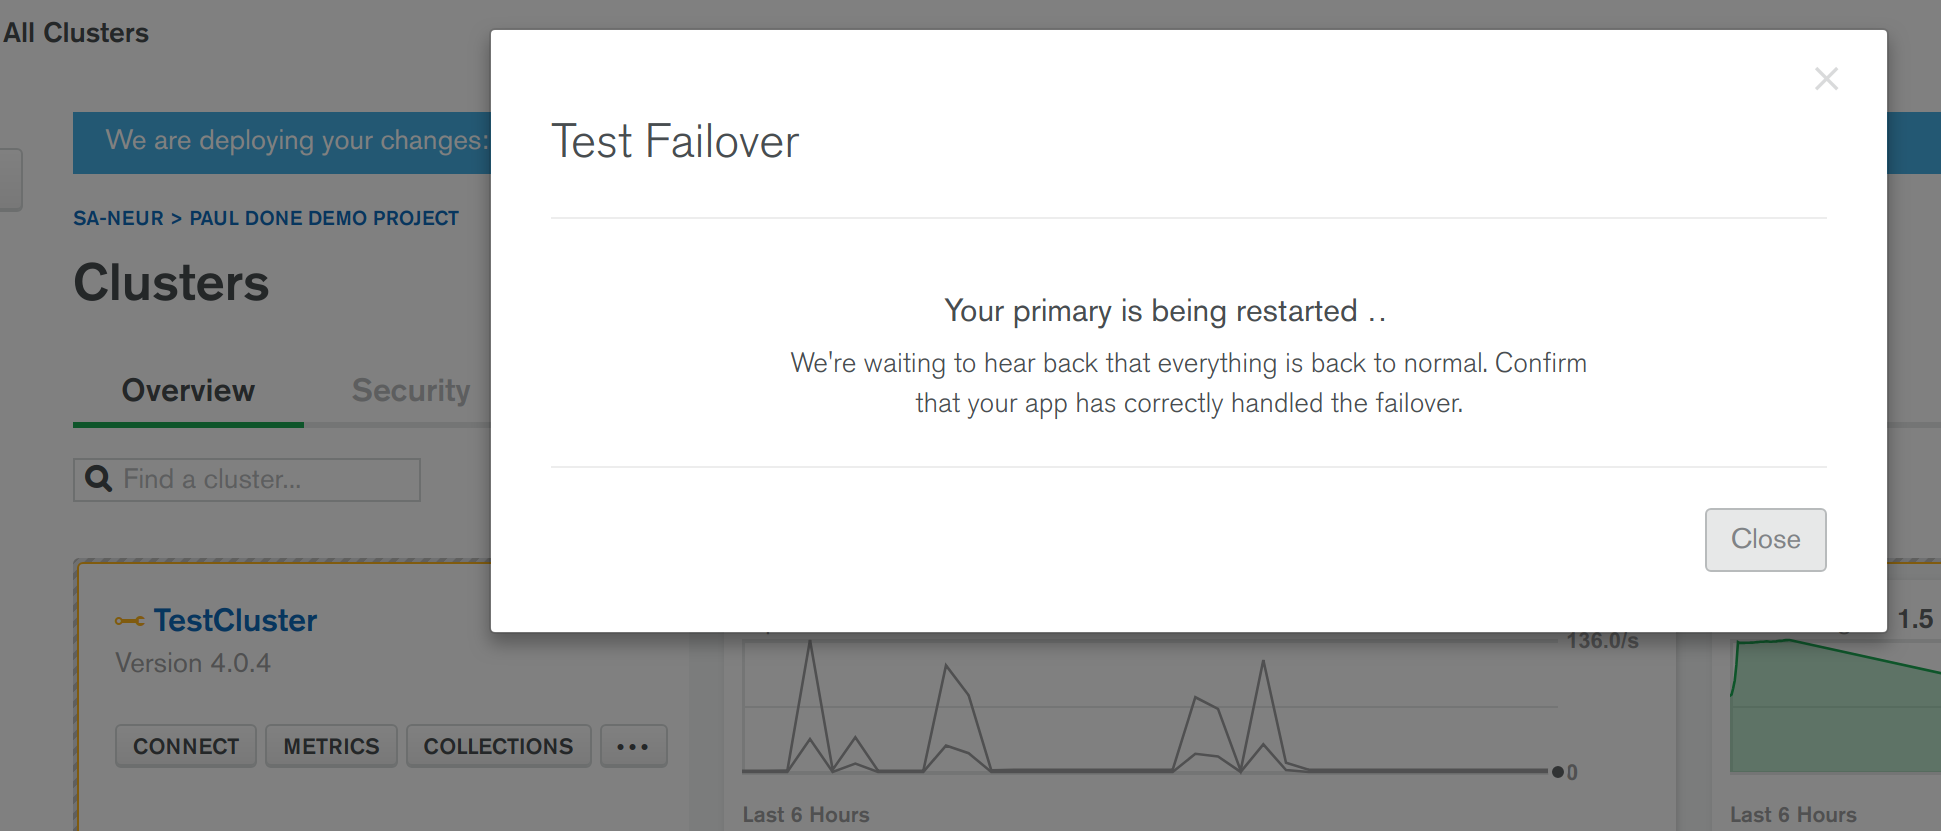 All Clusters
We are deploying your changes:
SA-NEUR > PAUL DONE DEMO PROJECT
Clusters
Overview
Security
Find a cluster...
TestCluster
Version 4.0.4
CONNECT
METRICS
COLLECTIONS
...
Test Failover
Your primary is being restarted ..
We're waiting to hear back that everything is back to normal. Confirm
that your app has correctly handled the failover.
Close
136.0/s
0
Last 6 Hours
1.5
Last 6 Hours